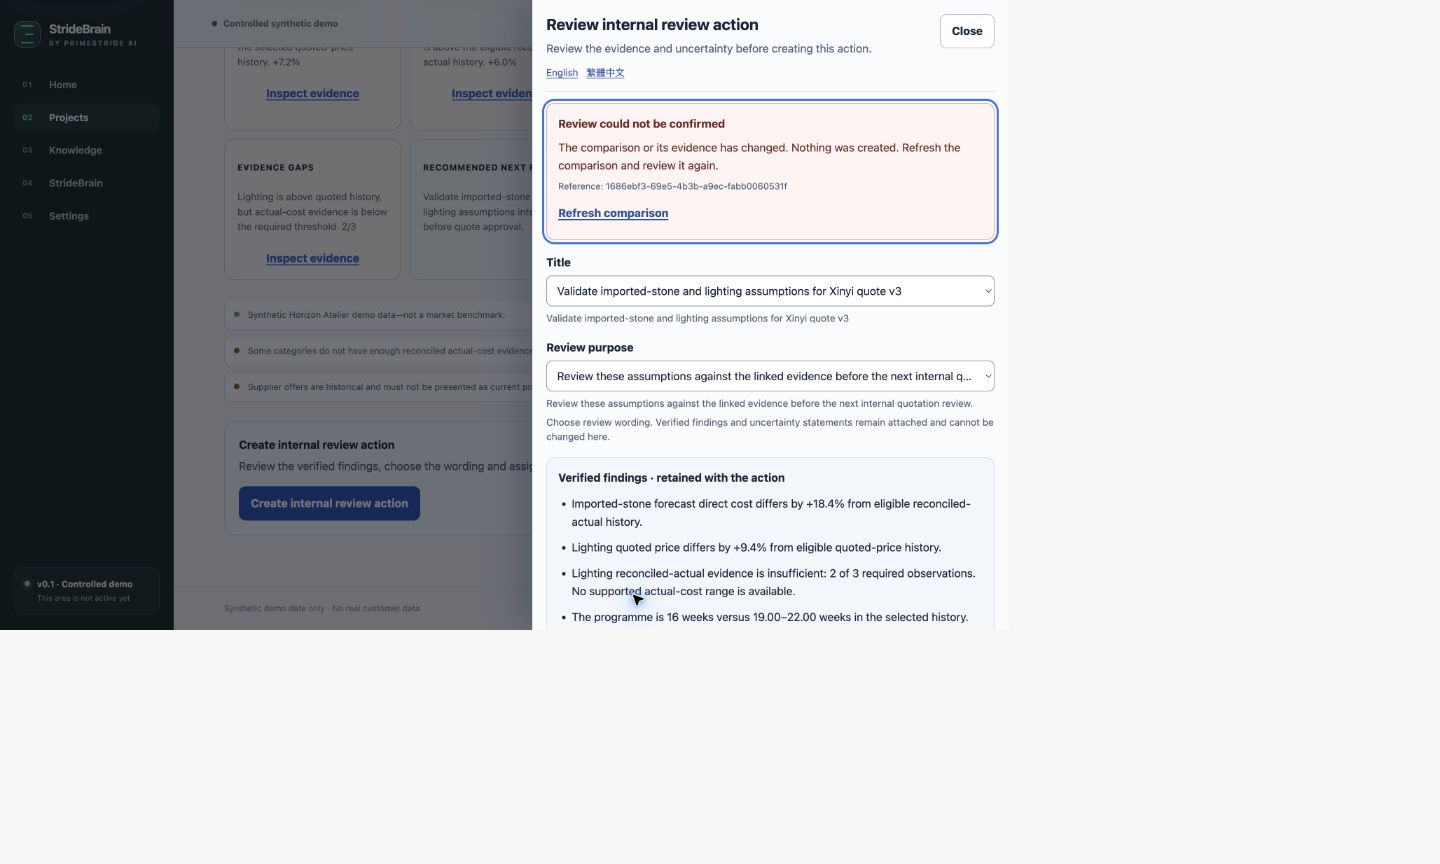 StrideBrain
BY PRIMESTRIDE AI
01 Home
02 Projects
03 Knowledge
04 StrideBrain
05 Settings
v0.1 · Controlled demo
This area is not active yet
Controlled synthetic demo
the selected quoted-price
history. +7.2%
Inspect evidence
is above the eligible
actual history. +6.0%
Inspect eviden
EVIDENCE GAPS
Lighting is above quoted history,
but actual-cost evidence is below
the required threshold. 2/3
Inspect evidence
RECOMMENDED NEXT
Validate imported-stone
lighting assumptions inte
before quote approval.
Synthetic Horizon Atelier demo data—not a market benchmark.
Some categories do not have enough reconciled actual-cost evidence
Supplier offers are historical and must not be presented as current pr
Create internal review action
Review the verified findings, choose the wording and assig
Create internal review action
Synthetic demo data only · No real customer data
Review internal review action
Close
Review the evidence and uncertainty before creating this action.
English 繁體中文
Review could not be confirmed
The comparison or its evidence has changed. Nothing was created. Refresh the
comparison and review it again.
Reference: 1686ebf3-69e5-4b3b-a9ec-fabb0060531f
Refresh comparison
Title
Validate imported-stone and lighting assumptions for Xinyi quote v3
Validate imported-stone and lighting assumptions for Xinyi quote v3
Review purpose
Review these assumptions against the linked evidence before the next internal q...
Review these assumptions against the linked evidence before the next internal quotation review.
Choose review wording. Verified findings and uncertainty statements remain attached and cannot be
changed here.
Verified findings · retained with the action
• Imported-stone forecast direct cost differs by +18.4% from eligible reconciled-
actual history.
• Lighting quoted price differs by +9.4% from eligible quoted-price history.
• Lighting reconciled-actual evidence is insufficient: 2 of 3 required observations.
No supported actual-cost range is available.
• The programme is 16 weeks versus 19.00–22.00 weeks in the selected history.